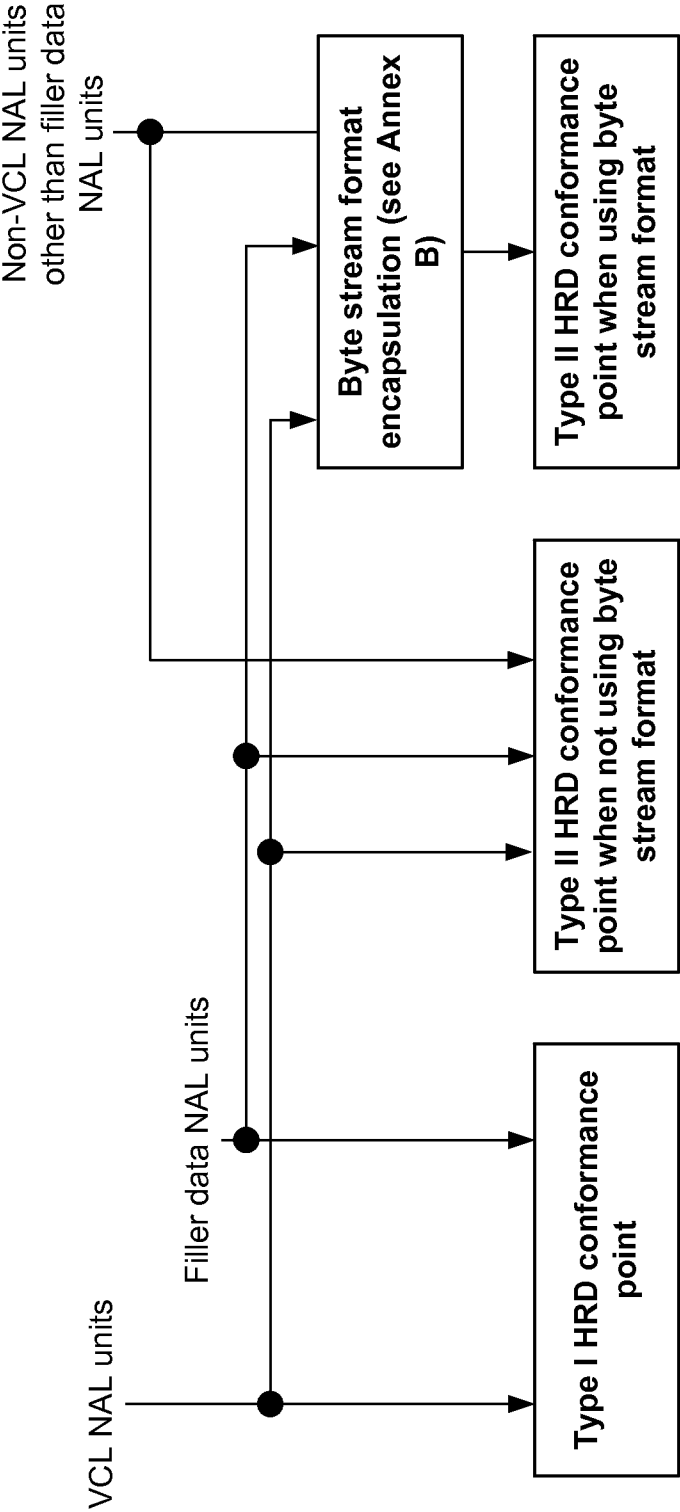 VCL NAL units
Filler data NAL units
Non-VCL NAL units
other than filler data
NAL units
Byte stream format
encapsulation (see Annex
B)
Type I HRD conformance
point
Type II HRD conformance
point when not using byte
stream format
Type II HRD conformance
point when using byte
stream format